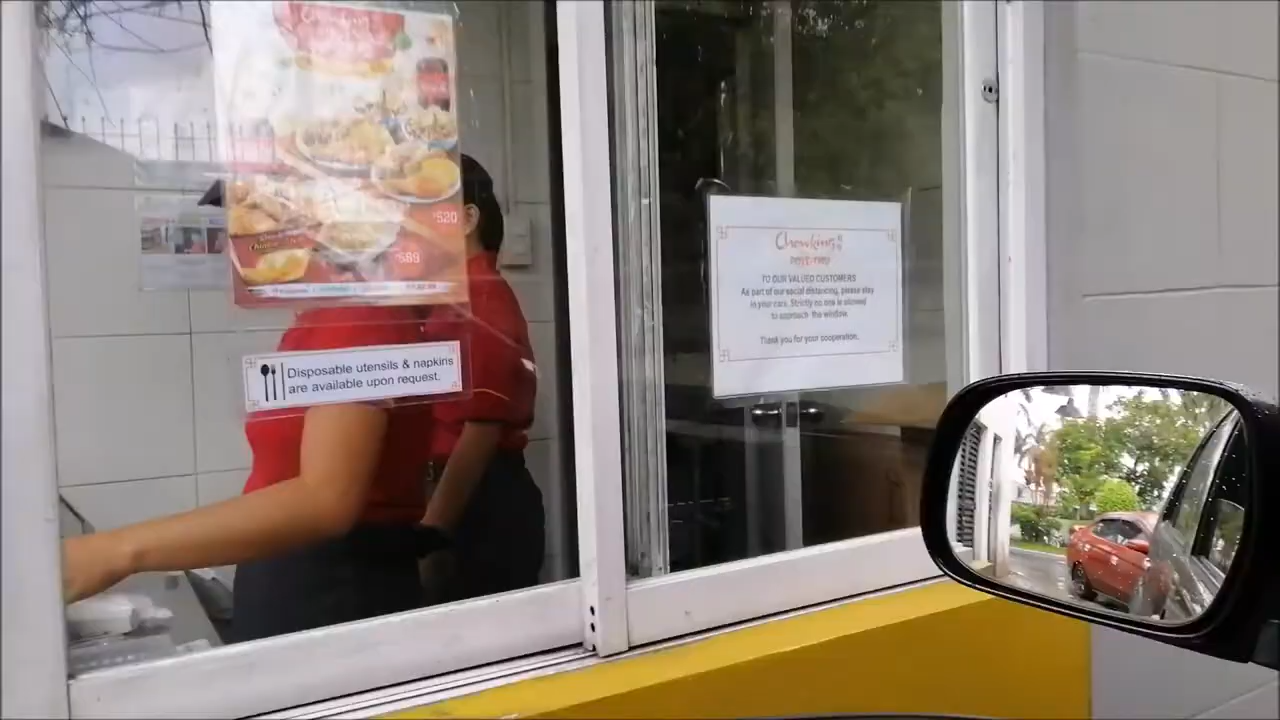 Chowking
520
569
Disposable utensils & napkins
are available upon request.
Chowking
TO OUR VALUED CUSTOMERS
As part of our social distancing, please stay
in your cars. Strictly no one is allowed
to approach the window.
Thank you for your cooperation.